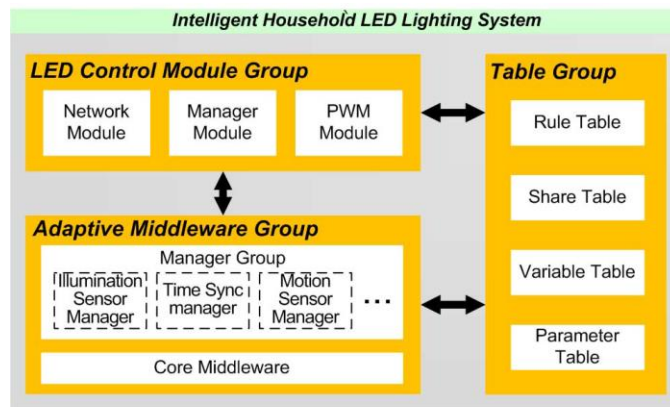 Intelligent Household LED Lighting System
LED Control Module Group
Network
Module
Manager
Module
PWM
Module
Adaptive Middleware Group
Manager Group
Illumination
Sensor
Manager
Time Sync
manager
Motion
Sensor
Manager
...
Core Middleware
Table Group
Rule Table
Share Table
Variable Table
Parameter
Table